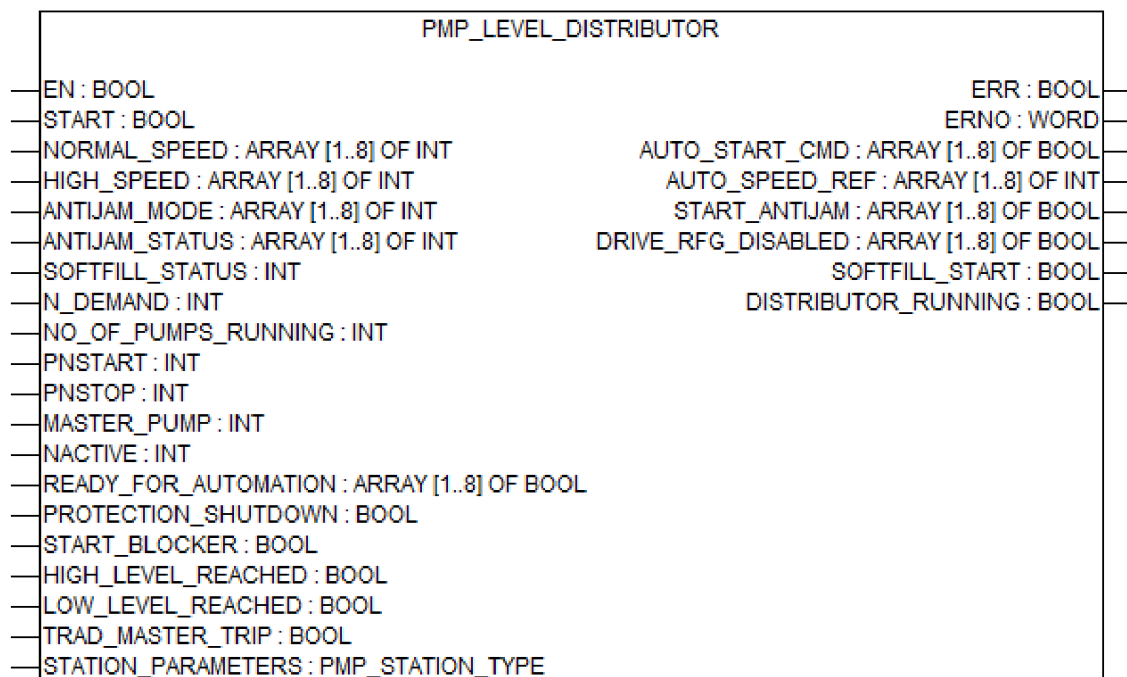 PMP_LEVEL_DISTRIBUTOR
EN : BOOL
ERR : BOOL
START : BOOL
ERNO : WORD
NORMAL_SPEED : ARRAY [1..8] OF INT
AUTO_START_CMD : ARRAY [1..8] OF BOOL
HIGH_SPEED : ARRAY [1..8] OF INT
AUTO_SPEED_REF : ARRAY [1..8] OF INT
ANTIJAM_MODE : ARRAY [1..8] OF INT
START_ANTIJAM : ARRAY [1..8] OF BOOL
ANTIJAM_STATUS : ARRAY [1..8] OF INT
DRIVE_RFG_DISABLED : ARRAY [1..8] OF BOOL
SOFTFILL_STATUS : INT
SOFTFILL_START : BOOL
N_DEMAND : INT
DISTRIBUTOR_RUNNING : BOOL
NO_OF_PUMPS_RUNNING : INT
PNSTART : INT
PNSTOP : INT
MASTER_PUMP : INT
NACTIVE : INT
READY_FOR_AUTOMATION : ARRAY [1..8] OF BOOL
PROTECTION_SHUTDOWN : BOOL
START_BLOCKER : BOOL
HIGH_LEVEL_REACHED : BOOL
LOW_LEVEL_REACHED : BOOL
TRAD_MASTER_TRIP : BOOL
STATION_PARAMETERS : PMP_STATION_TYPE